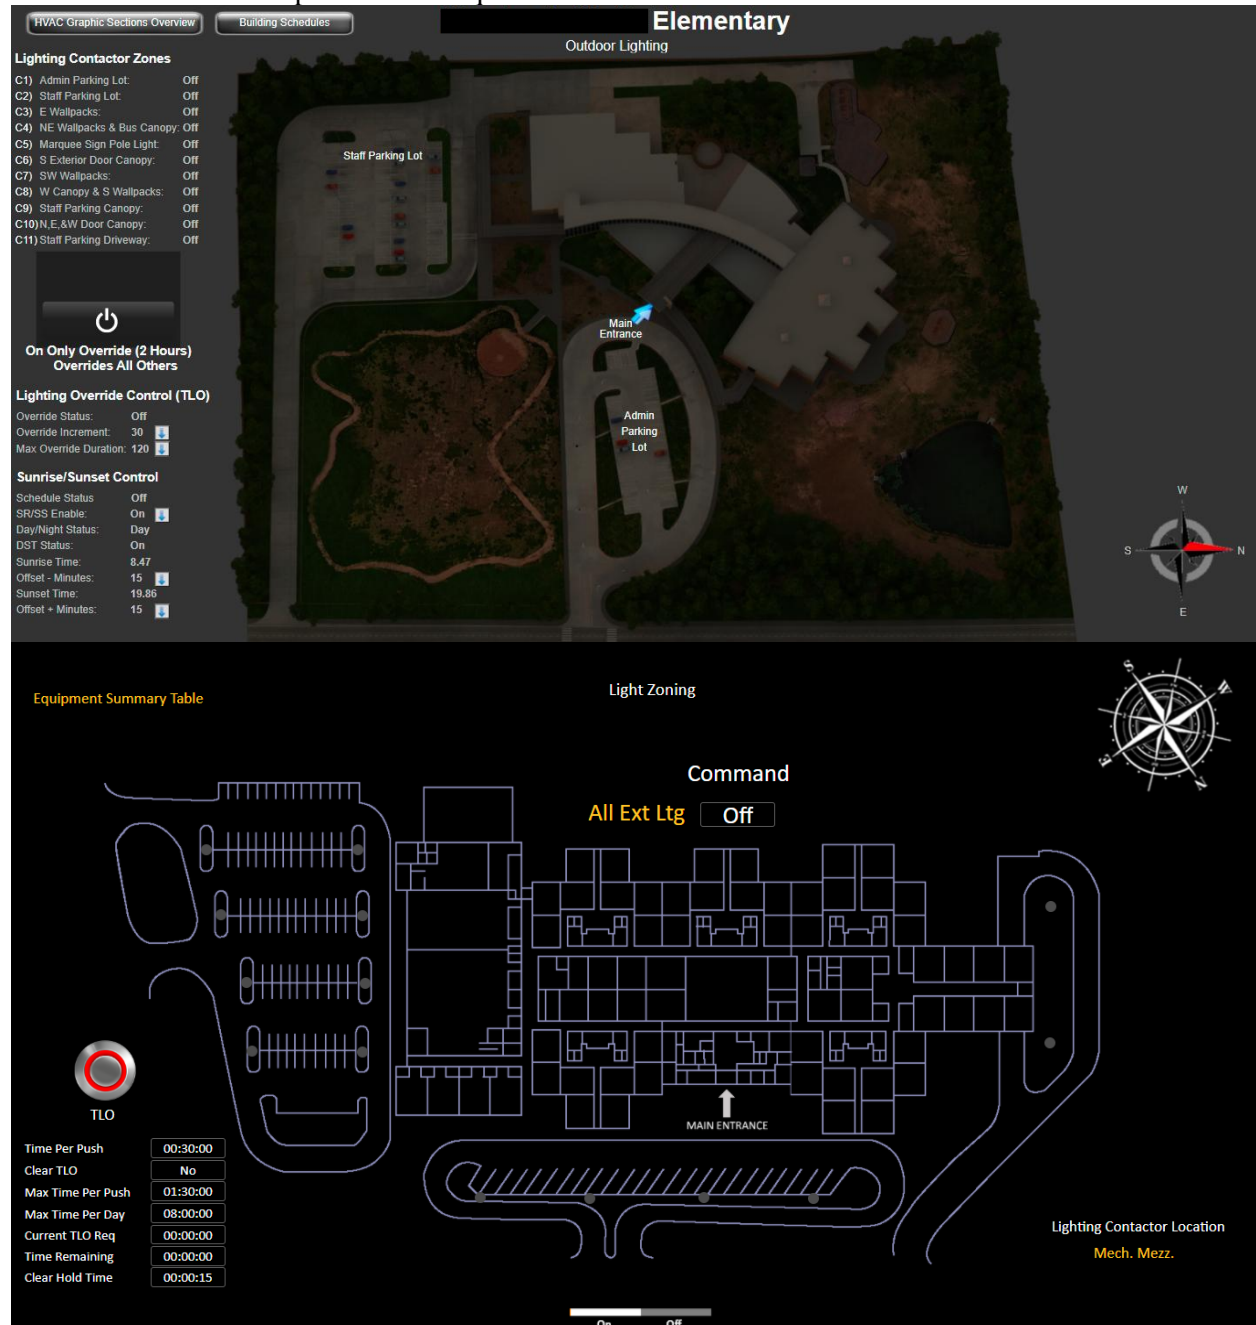 HVAC Graphic Sections Overview
Building Schedules
Elementary
Outdoor Lighting
Lighting Contactor Zones
C1) Admin Parking Lot: Off
C2) Staff Parking Lot: Off
C3) E Wallpacks: Off
C4) NE Wallpacks & Bus Canopy: Off
C5) Marquee Sign Pole Light: Off
C6) S Exterior Door Canopy: Off
C7) SW Wallpacks: Off
C8) W Canopy & S Wallpacks: Off
C9) Staff Parking Canopy: Off
C10) N,E,&W Door Canopy: Off
C11) Staff Parking Driveway: Off
On Only Override (2 Hours)
Overrides All Others
Lighting Override Control (TLO)
Override Status: Off
Override Increment: 30
Max Override Duration: 120
Sunrise/Sunset Control
Schedule Status Off
SR/SS Enable: On
Day/Night Status: Day
DST Status: On
Sunrise Time: 8.47
Offset - Minutes: 15
Sunset Time: 19.86
Offset + Minutes: 15
Staff Parking Lot
Main
Entrance
Admin
Parking
Lot
W
S
N
E
Equipment Summary Table
Light Zoning
S
W
E
N
Command
All Ext Ltg Off
MAIN ENTRANCE
TLO
Time Per Push 00:30:00
Clear TLO No
Max Time Per Push 01:30:00
Max Time Per Day 08:00:00
Current TLO Req 00:00:00
Time Remaining 00:00:00
Clear Hold Time 00:00:15
Lighting Contactor Location
Mech. Mezz.
On Off